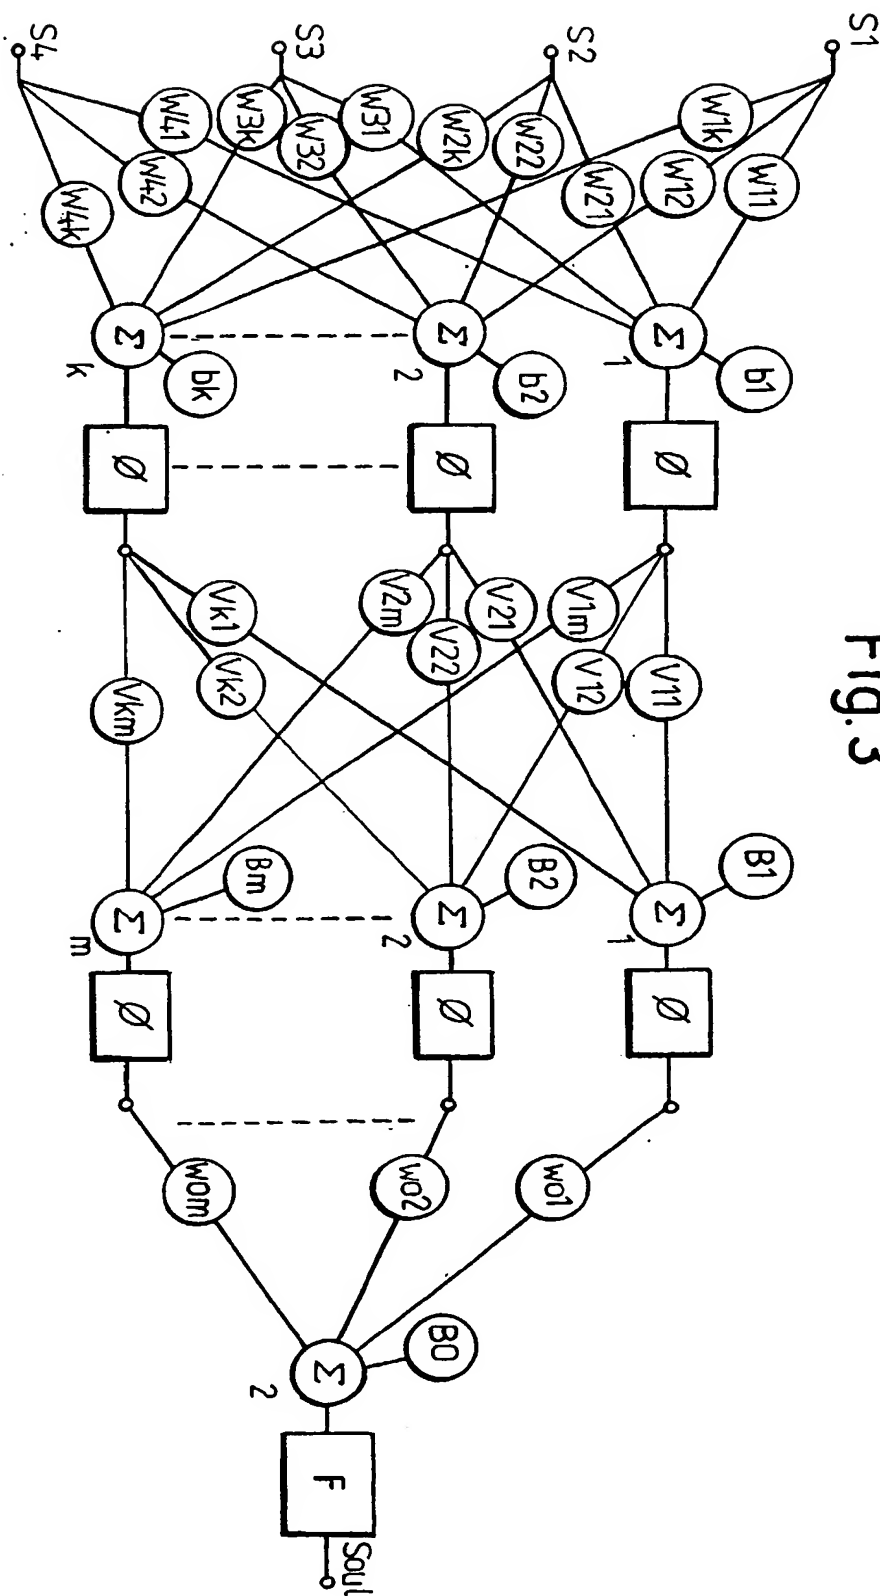 Fig.3
S1
S2
S3
S4
W11
W12
W1k
W21
W22
W2k
W31
W32
W3k
W41
W42
W4k
Σ
1
b1
Σ
2
b2
Σ
k
bk
Ø
Ø
Ø
V11
V12
V1m
V21
V22
V2m
Vk1
Vk2
Vkm
Σ
1
B1
Σ
2
B2
Σ
m
Bm
Ø
Ø
Ø
wo1
wo2
wom
Σ
2
B0
F